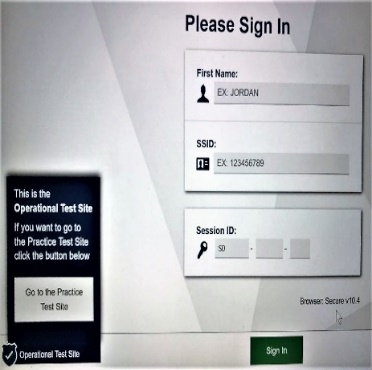 Please Sign In
First Name:
EX: JORDAN
SSID:
EX: 123456789
Session ID:
SD - -
Browser: Secure v10.4
Sign In
This is the
Operational Test Site
If you want to go to
the Practice Test Site
click the button below
Go to the Practice
Test Site
Operational Test Site